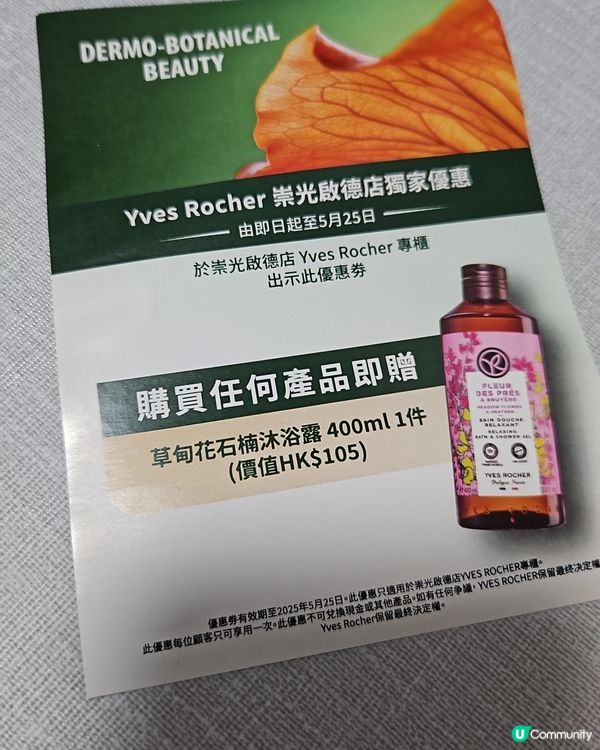 DERMO-BOTANICAL
BEAUTY
Yves Rocher 崇光啟德店獨家優惠
由即日起至5月25日
於崇光啟德店 Yves Rocher 專櫃
出示此優惠券
購買任何產品即贈
草甸花石楠沐浴露 400ml 1件
(價值HK$105)
FLEUR
DES PRÉS
& BRUYÈRE
MEADOW FLOWER
& HEATHER
BAIN DOUCHE
RELAXANT
RELAXING
BATH & SHOWER GEL
YVES ROCHER
優惠券有效期至2025年5月25日。此優惠只適用於崇光啟德店YVES ROCHER專櫃。
此優惠每位顧客只可享用一次。此優惠不可兌換現金或其他產品。如有任何爭議，YVES ROCHER保留最終決定權
Yves Rocher保留最終決定權。
U Community